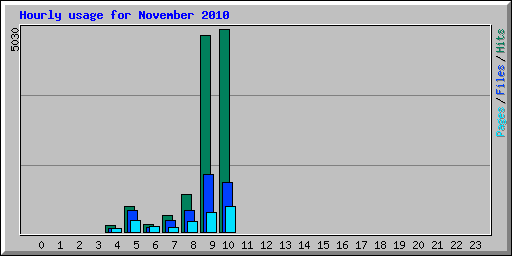 Hourly usage for November 2010
5030
Pages/Files/Hits
0 1 2 3 4 5 6 7 8 9 10 11 12 13 14 15 16 17 18 19 20 21 22 23